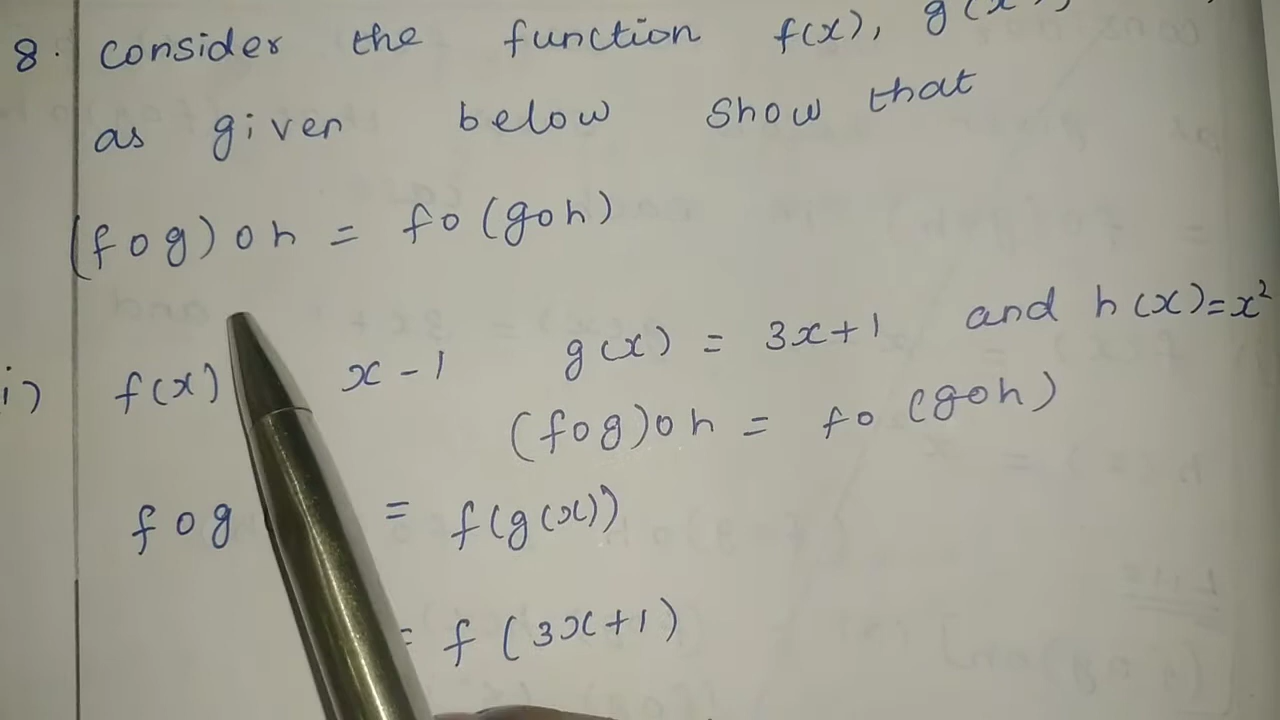 8. consider the function f(x), g(x)
as given below show that
(fog)oh = fo(goh)
i) f(x) x-1 g(x) = 3x+1 and h(x)=x²
(fog)oh = fo(goh)
fog = f(g(x))
= f(3x+1)